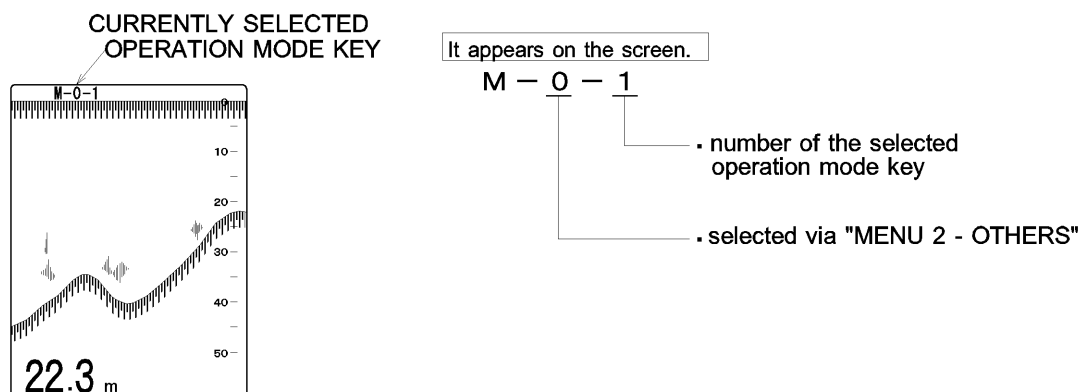 CURRENTLY SELECTED
OPERATION MODE KEY
M-0-1
0
10
20
30
40
50
22.3 m
It appears on the screen.
M - 0 - 1
· number of the selected
operation mode key
· selected via "MENU 2 - OTHERS"